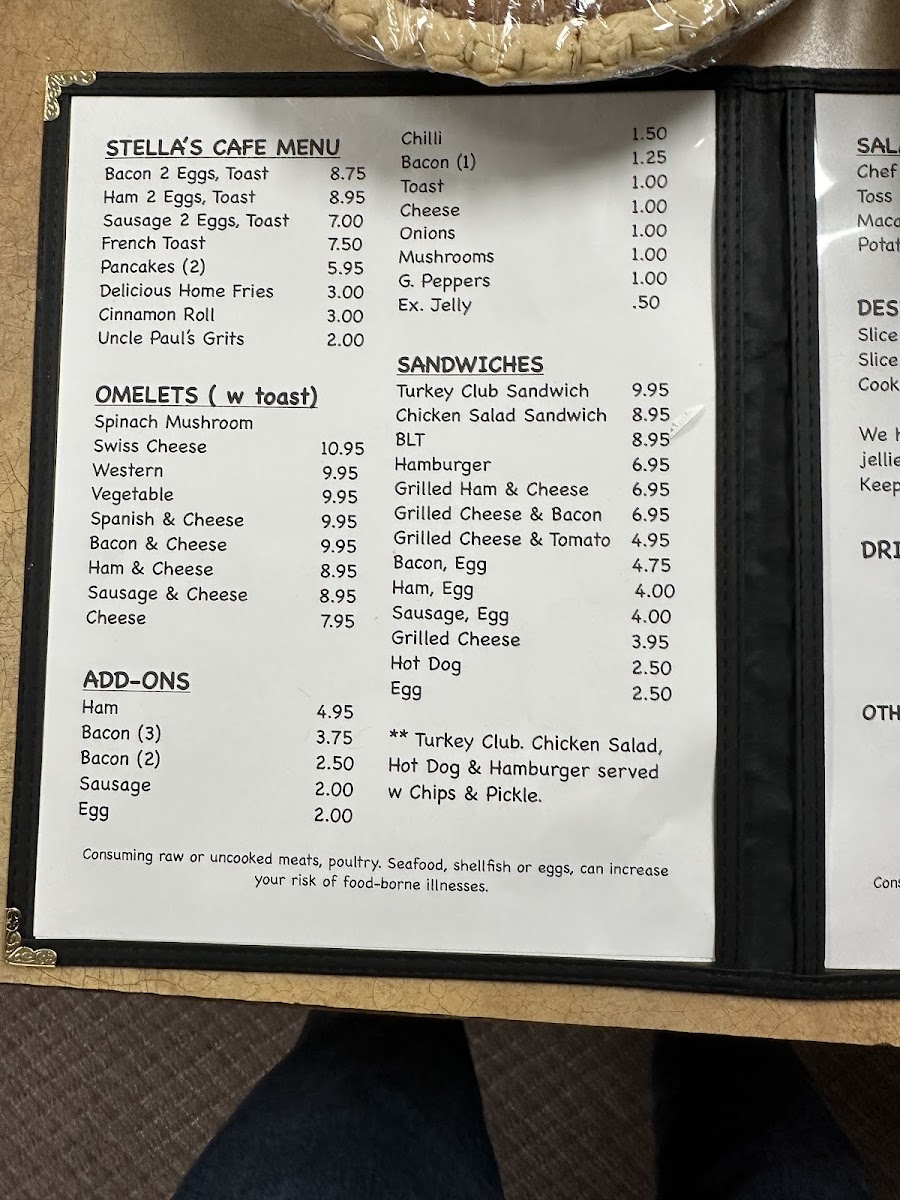 STELLA'S CAFE MENU
Bacon 2 Eggs, Toast 8.75
Ham 2 Eggs, Toast 8.95
Sausage 2 Eggs, Toast 7.00
French Toast 7.50
Pancakes (2) 5.95
Delicious Home Fries 3.00
Cinnamon Roll 3.00
Uncle Paul's Grits 2.00
OMELETS ( w toast)
Spinach Mushroom
Swiss Cheese 10.95
Western 9.95
Vegetable 9.95
Spanish & Cheese 9.95
Bacon & Cheese 9.95
Ham & Cheese 8.95
Sausage & Cheese 8.95
Cheese 7.95
ADD-ONS
Ham 4.95
Bacon (3) 3.75
Bacon (2) 2.50
Sausage 2.00
Egg 2.00
Chilli 1.50
Bacon (1) 1.25
Toast 1.00
Cheese 1.00
Onions 1.00
Mushrooms 1.00
G. Peppers 1.00
Ex. Jelly .50
SANDWICHES
Turkey Club Sandwich 9.95
Chicken Salad Sandwich 8.95
BLT 8.95
Hamburger 6.95
Grilled Ham & Cheese 6.95
Grilled Cheese & Bacon 6.95
Grilled Cheese & Tomato 4.95
Bacon, Egg 4.75
Ham, Egg 4.00
Sausage, Egg 4.00
Grilled Cheese 3.95
Hot Dog 2.50
Egg 2.50
** Turkey Club. Chicken Salad,
Hot Dog & Hamburger served
w Chips & Pickle.
Consuming raw or uncooked meats, poultry. Seafood, shellfish or eggs, can increase
your risk of food-borne illnesses.
Chef
Toss
Slice
Slice
Cook
We
Keep